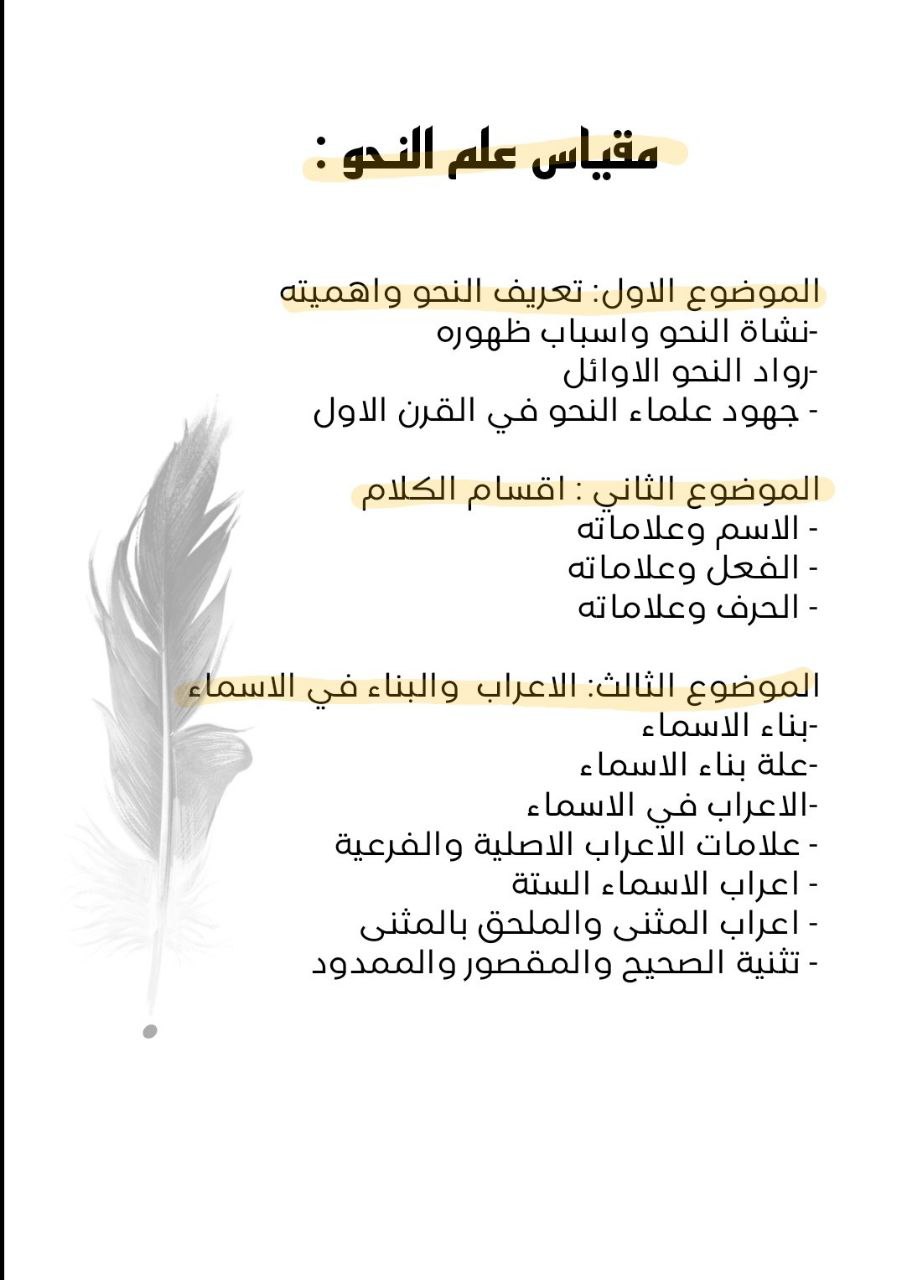 مقياس علم النحو :
الموضوع الاول: تعريف النحو واهميته
-نشاة النحو واسباب ظهوره
-رواد النحو الاوائل
- جهود علماء النحو في القرن الاول
الموضوع الثاني : اقسام الكلام
- الاسم وعلاماته
- الفعل وعلاماته
- الحرف وعلاماته
الموضوع الثالث: الاعراب والبناء في الاسماء
-بناء الاسماء
-علة بناء الاسماء
-الاعراب في الاسماء
- علامات الاعراب الاصلية والفرعية
- اعراب الاسماء الستة
- اعراب المثنى والملحق بالمثنى
- تثنية الصحيح والمقصور والممدود